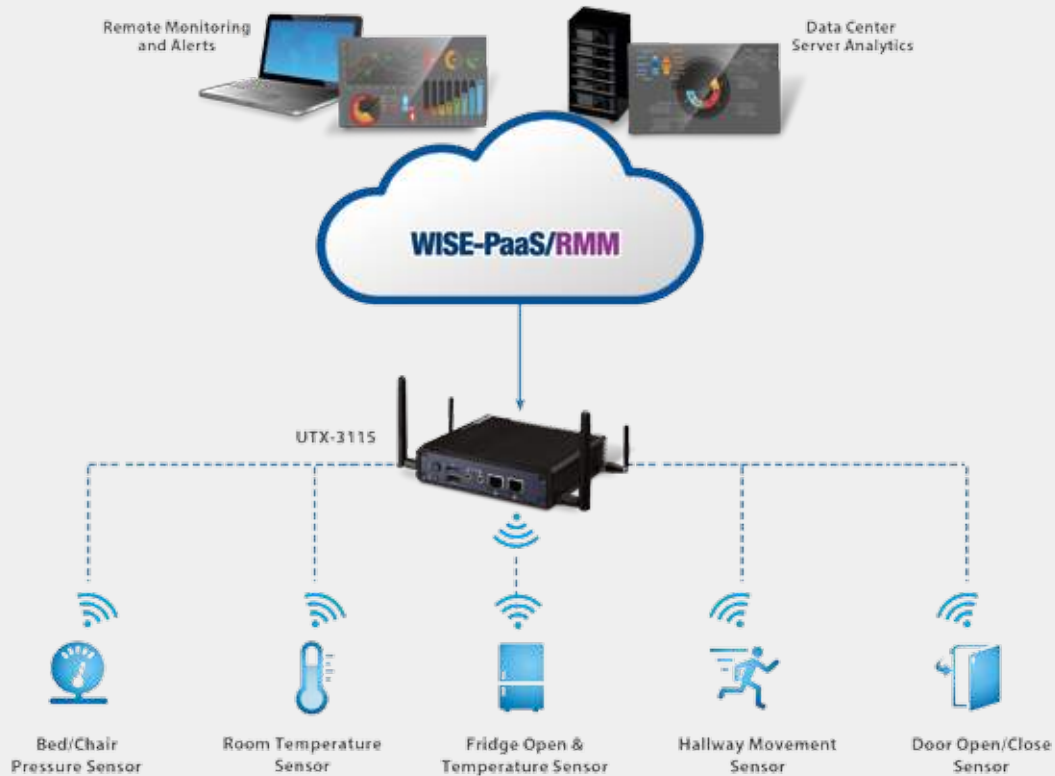 Remote Monitoring
and Alerts
Data Center
Server Analytics
WISE-PaaS/RMM
UTX-3115
Bed/Chair
Pressure Sensor
Room Temperature
Sensor
Fridge Open &
Temperature Sensor
Hallway Movement
Sensor
Door Open/Close
Sensor